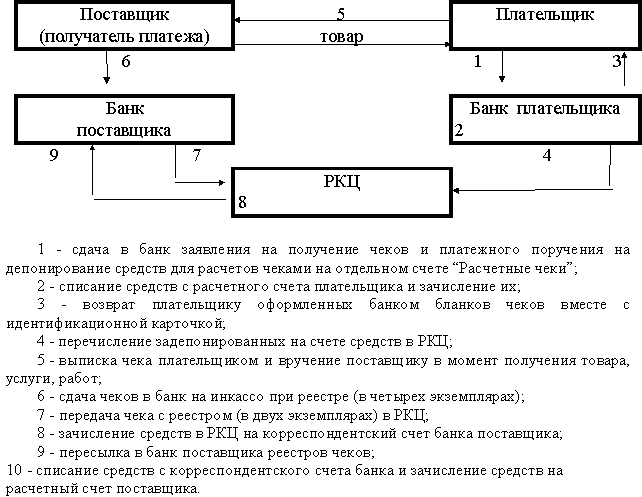 Поставщик
(получатель платежа)
5
товар
Плательщик
6
1
3
Банк
поставщика
Банк плательщика
2
9
7
4
РКЦ
8
1 - сдача в банк заявления на получение чеков и платежного поручения на
депонирование средств для расчетов чеками на отдельном счете “Расчетные чеки”;
2 - списание средств с расчетного счета плательщика и зачисление их;
3 - возврат плательщику оформленных банком бланков чеков вместе с
идентификационной карточкой;
4 - перечисление задепонированных на счете средств в РКЦ;
5 - выписка чека плательщиком и вручение поставщику в момент получения товара,
услуги, работ;
6 - сдача чеков в банк на инкассо при реестре (в четырех экземплярах);
7 - передача чека с реестром (в двух экземплярах) в РКЦ;
8 - зачисление средств в РКЦ на корреспондентский счет банка поставщика;
9 - пересылка в банк поставщика реестров чеков;
10 - списание средств с корреспондентского счета банка и зачисление средств на
расчетный счет поставщика.